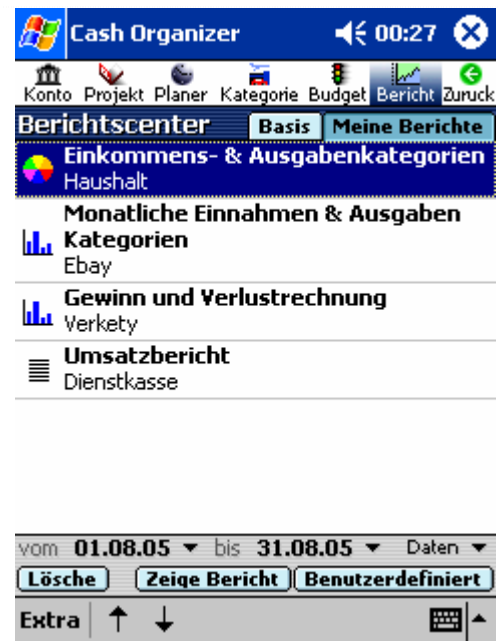 Cash Organizer 00:27
Konto Projekt Planer Kategorie Budget Bericht Zuruck
Berichtscenter Basis Meine Berichte
Einkommens- & Ausgabenkategorien
Haushalt
Monatliche Einnahmen & Ausgaben
Kategorien
Ebay
Gewinn und Verlustrechnung
Verkety
Umsatzbericht
Dienstkasse
vom 01.08.05 bis 31.08.05 Daten
Lösche Zeige Bericht Benutzerdefiniert
Extra